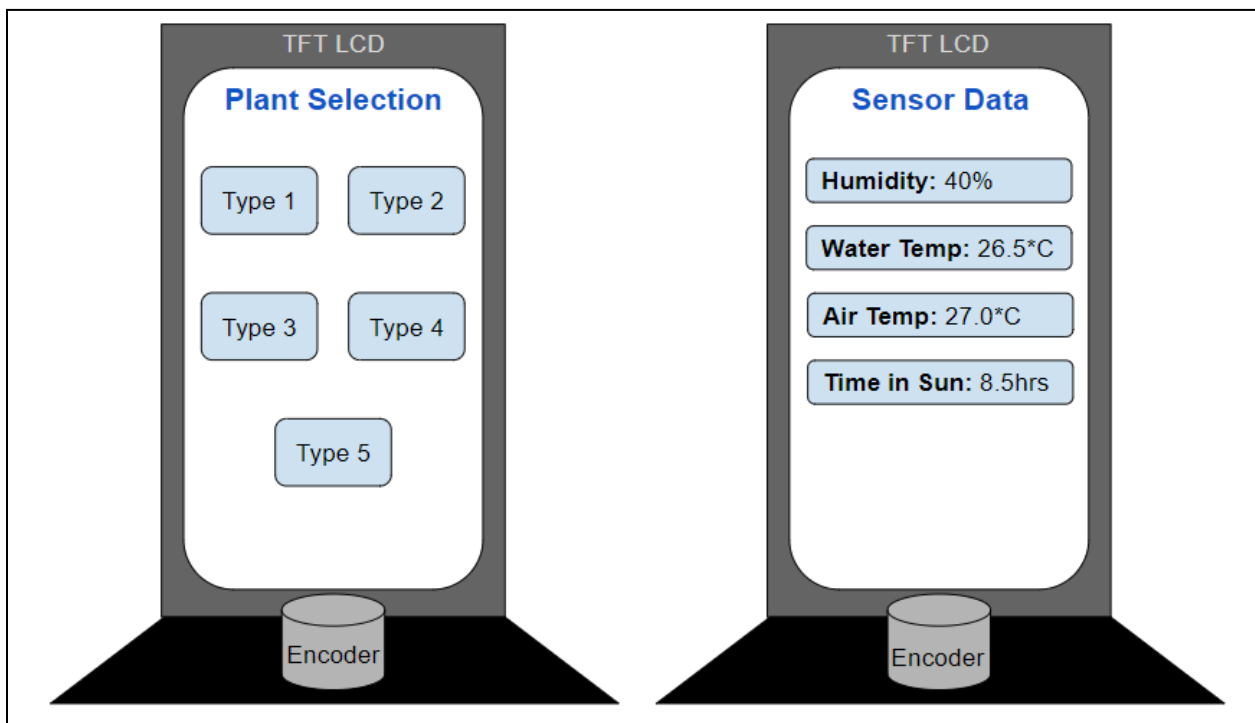 TFT LCD
Plant Selection
Type 1
Type 2
Type 3
Type 4
Type 5
Encoder
TFT LCD
Sensor Data
Humidity: 40%
Water Temp: 26.5*C
Air Temp: 27.0*C
Time in Sun: 8.5hrs
Encoder